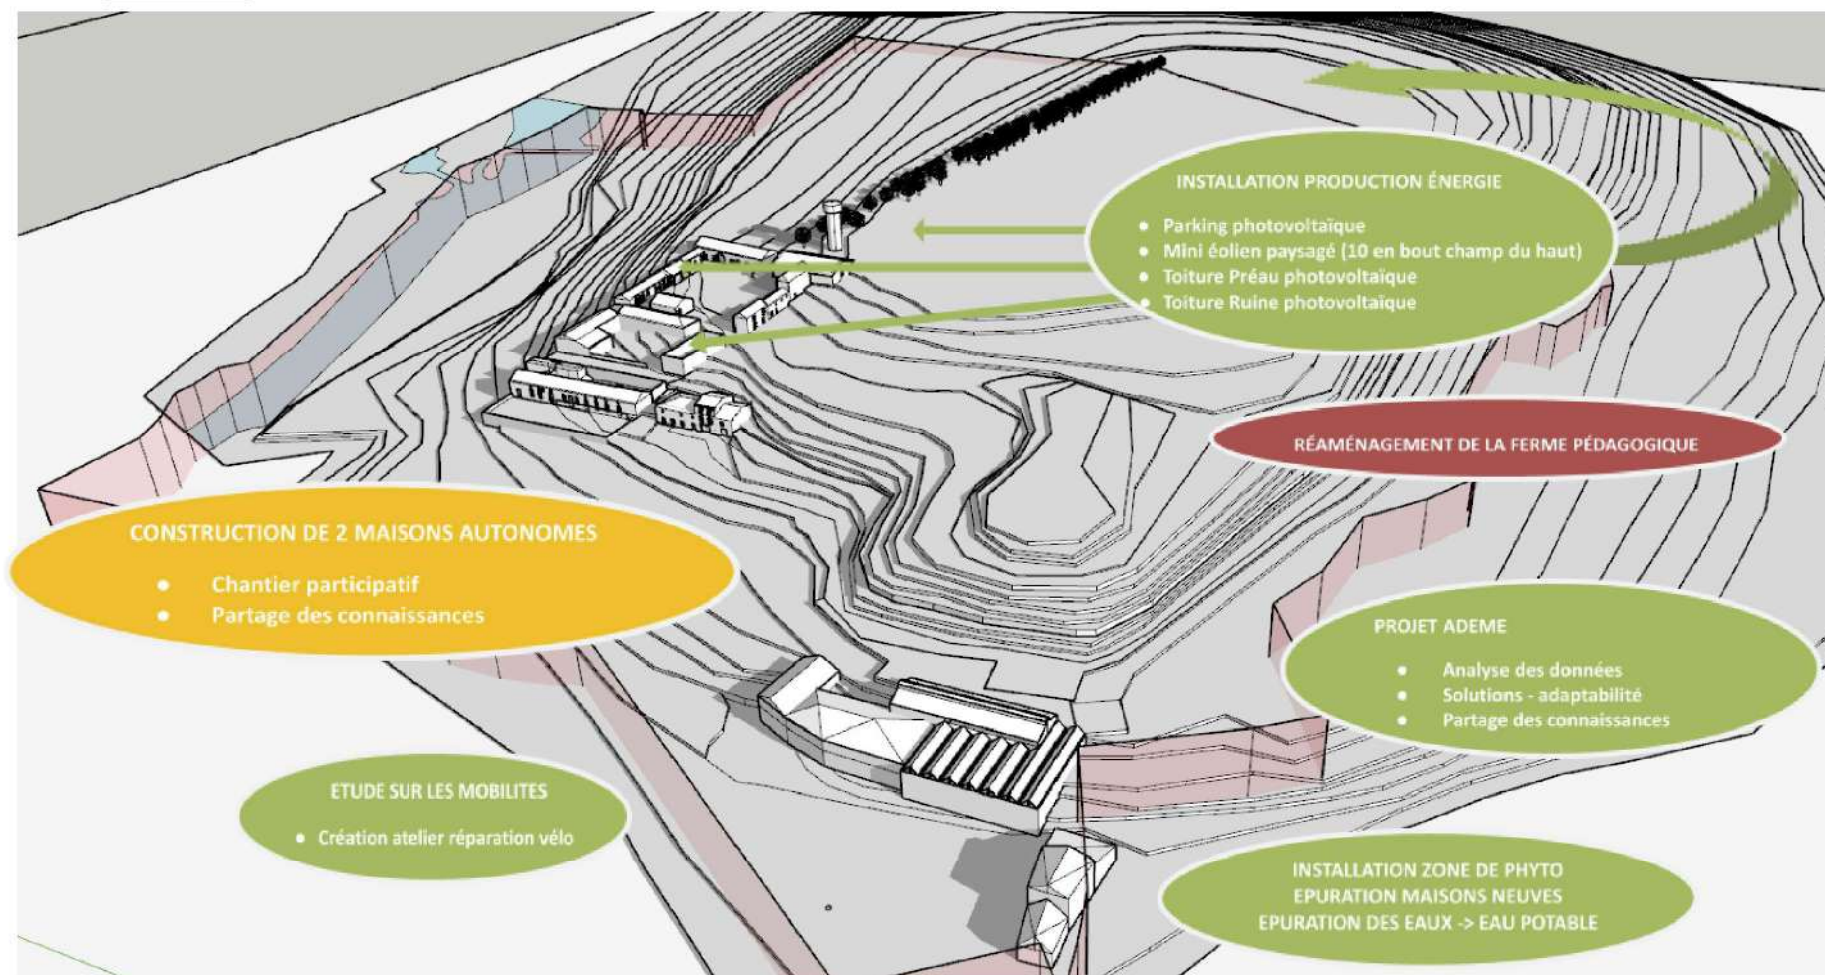 INSTALLATION PRODUCTION ÉNERGIE
● Parking photovoltaïque
● Mini éolien paysagé (10 en bout champ du haut)
● Toiture Préau photovoltaïque
● Toiture Ruine photovoltaïque
RÉAMÉNAGEMENT DE LA FERME PÉDAGOGIQUE
CONSTRUCTION DE 2 MAISONS AUTONOMES
● Chantier participatif
● Partage des connaissances
PROJET ADEME
● Analyse des données
● Solutions - adaptabilité
● Partage des connaissances
ETUDE SUR LES MOBILITES
● Création atelier réparation vélo
INSTALLATION ZONE DE PHYTO
EPURATION MAISONS NEUVES
EPURATION DES EAUX -> EAU POTABLE